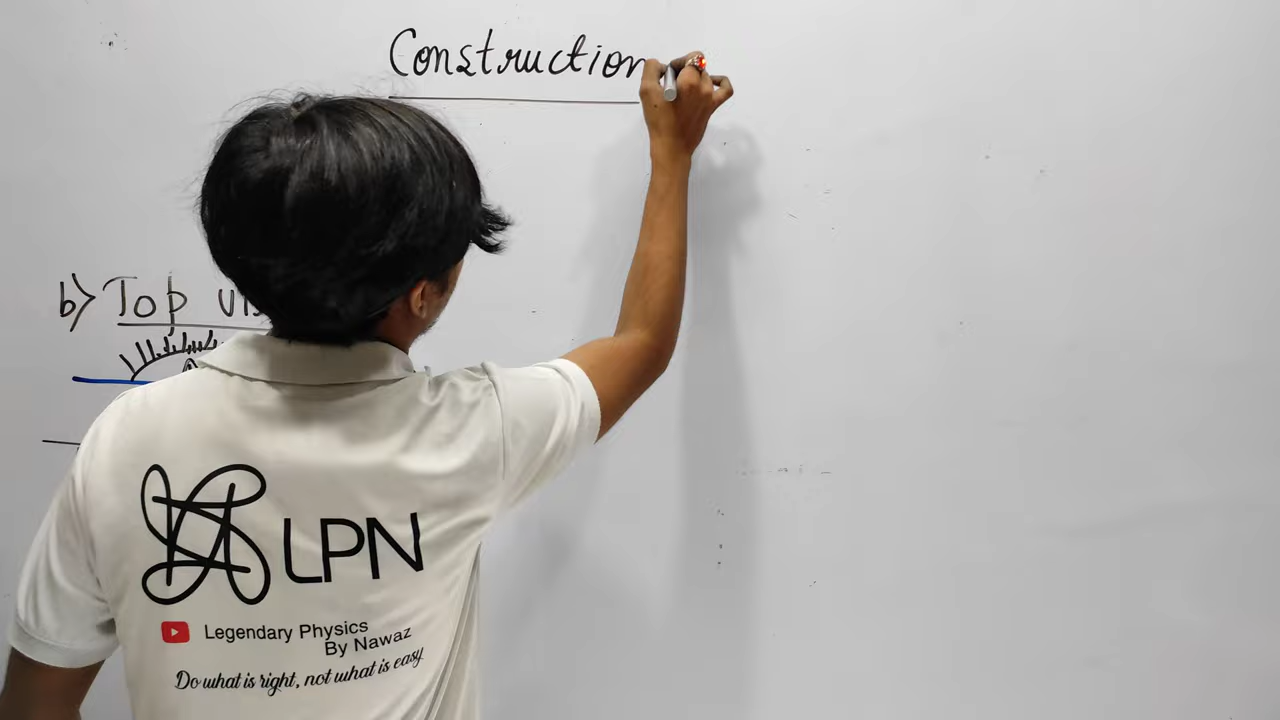 Construction
b) Top
LPN
Legendary Physics
By Nawaz
Do what is right, not what is easy